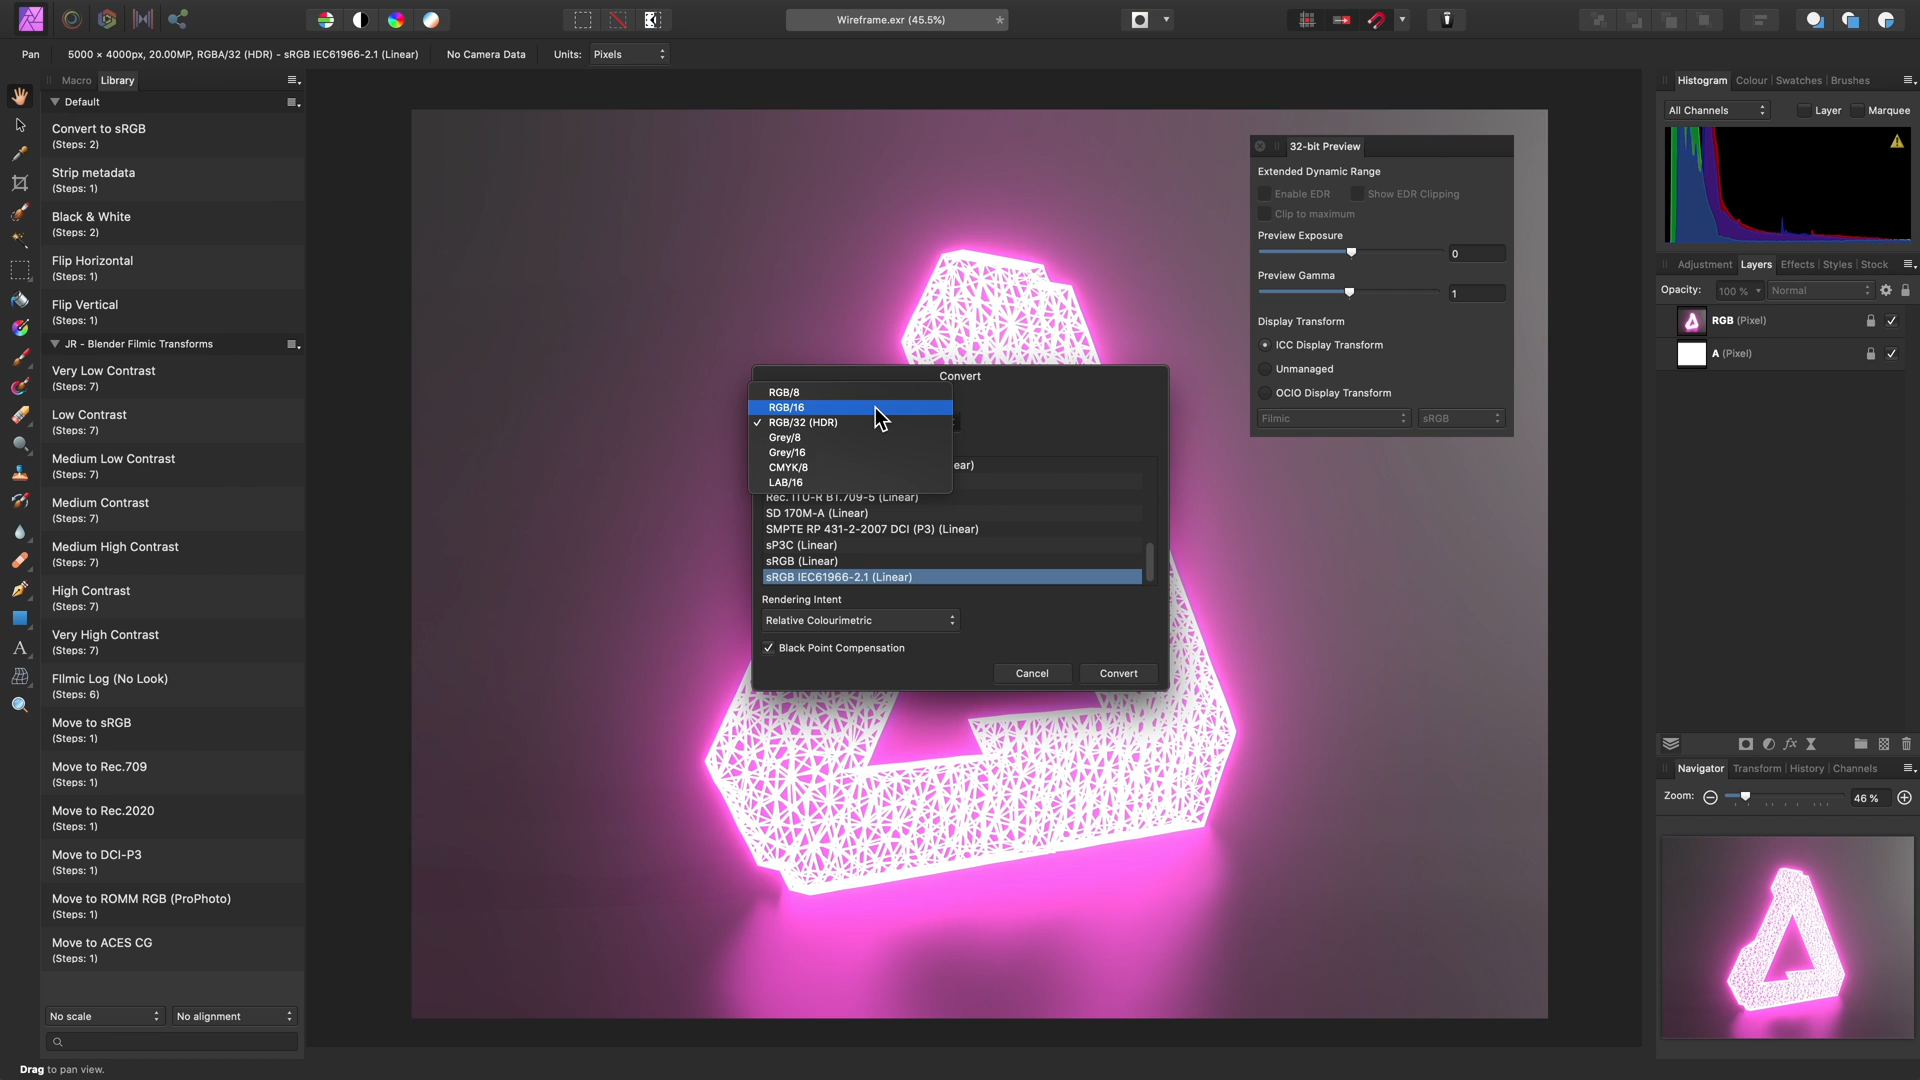 Wireframe.exr (45.5%)
*
Pan
5000 × 4000px, 20.00MP, RGBA/32 (HDR) - sRGB IEC61966-2.1 (Linear)
No Camera Data
Units:
Pixels
Macro
Library
Default
Convert to sRGB
(Steps: 2)
Strip metadata
(Steps: 1)
Black & White
(Steps: 2)
Flip Horizontal
(Steps: 1)
Flip Vertical
(Steps: 1)
JR - Blender Filmic Transforms
Very Low Contrast
(Steps: 7)
Low Contrast
(Steps: 7)
Medium Low Contrast
(Steps: 7)
Medium Contrast
(Steps: 7)
Medium High Contrast
(Steps: 7)
High Contrast
(Steps: 7)
Very High Contrast
(Steps: 7)
FIlmic Log (No Look)
(Steps: 6)
Move to sRGB
(Steps: 1)
Move to Rec.709
(Steps: 1)
Move to Rec.2020
(Steps: 1)
Move to DCI-P3
(Steps: 1)
Move to ROMM RGB (ProPhoto)
(Steps: 1)
Move to ACES CG
(Steps: 1)
No scale
No alignment
Drag to pan view.
Convert
RGB/8
RGB/16
RGB/32 (HDR)
Grey/8
Grey/16
CMYK/8
LAB/16
ear)
Rec. ITU-R BT.709-5 (Linear)
SD 170M-A (Linear)
SMPTE RP 431-2-2007 DCI (P3) (Linear)
sP3C (Linear)
sRGB (Linear)
sRGB IEC61966-2.1 (Linear)
Rendering Intent
Relative Colourimetric
Black Point Compensation
Cancel
Convert
32-bit Preview
Extended Dynamic Range
Enable EDR
Show EDR Clipping
Clip to maximum
Preview Exposure
0
Preview Gamma
1
Display Transform
ICC Display Transform
Unmanaged
OCIO Display Transform
Filmic
sRGB
Histogram
Colour
Swatches
Brushes
All Channels
Layer
Marquee
Adjustment
Layers
Effects
Styles
Stock
Opacity:
100 %
Normal
RGB (Pixel)
A (Pixel)
fx
Navigator
Transform
History
Channels
Zoom:
46 %